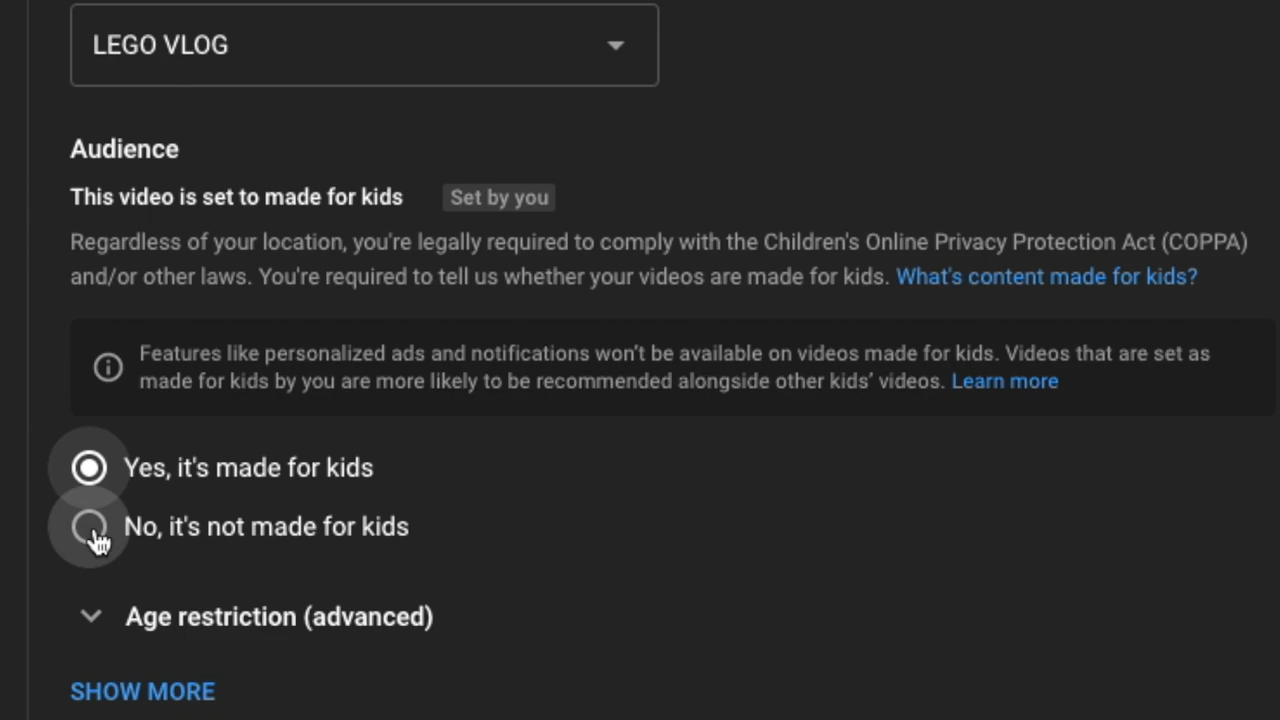 LEGO VLOG
Audience
This video is set to made for kids Set by you
Regardless of your location, you're legally required to comply with the Children's Online Privacy Protection Act (COPPA)
and/or other laws. You're required to tell us whether your videos are made for kids. What's content made for kids?
Features like personalized ads and notifications won’t be available on videos made for kids. Videos that are set as
made for kids by you are more likely to be recommended alongside other kids’ videos. Learn more
Yes, it's made for kids
No, it's not made for kids
Age restriction (advanced)
SHOW MORE